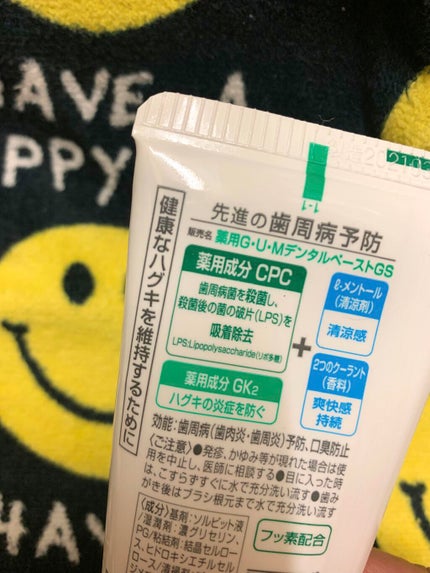 HAVE A
HAPPY
先進の歯周病予防
販売名 薬用G・U・MデンタルペーストGS
健康なハグキを維持するために
薬用成分 CPC
歯周病菌を殺菌し、
殺菌後の菌の破片(LPS)を
吸着除去
LPS:Lipopolysaccharide(リポ多糖)
薬用成分 GK2
ハグキの炎症を防ぐ
+
ℓ-メントール
(清涼剤)
清涼感
2つのクーラント
(香料)
爽快感
持続
効能:歯周病(歯肉炎・歯周炎)予防、口臭防止
〈ご注意〉●発疹、かゆみ等が現れた場合は使
用を中止し、医師に相談する●目に入った時
は、こすらずすぐに水で充分洗い流す●歯み
がき後はブラシ根元まで水で充分洗い流す
〈成分〉基剤:ソルビット液
/湿潤剤:濃グリセリン、
PG/粘結剤:結晶セルロー
ス、ヒドロキシエチルセル
ロース/清掃剤:
フッ素配合
1-1
HAV